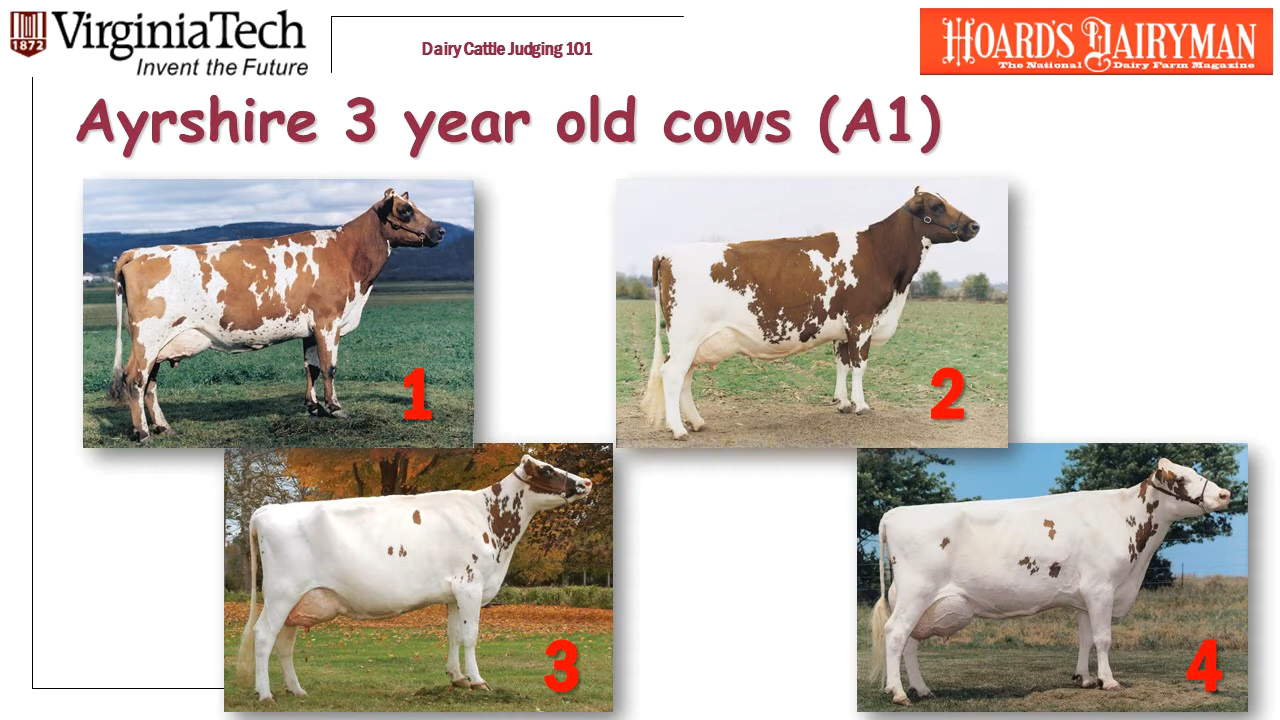 VirginiaTech
1872
Invent the Future
Dairy Cattle Judging 101
HOARD'S DAIRYMAN
The National Dairy Farm Magazine
Ayrshire 3 year old cows (A1)
1
2
3
4